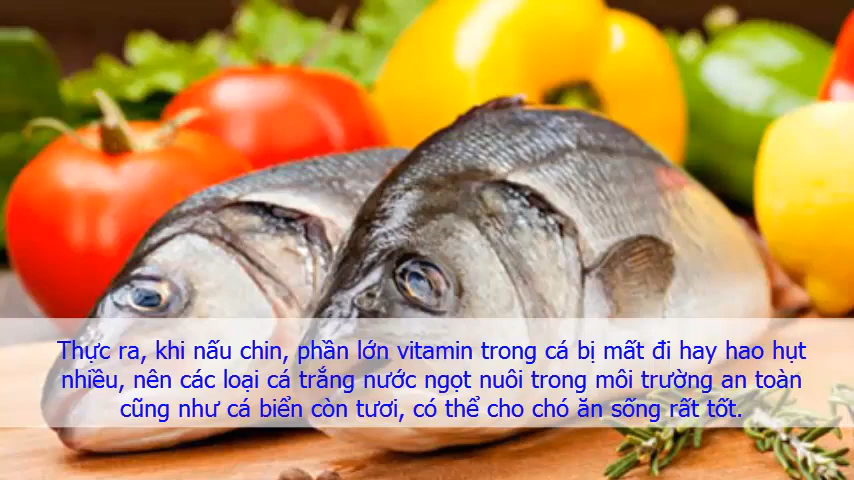 Thực ra, khi nấu chin, phần lớn vitamin trong cá bị mất đi hay hao hụt
nhiều, nên các loại cá trắng nước ngọt nuôi trong môi trường an toàn
cũng như cá biển còn tươi, có thể cho chó ăn sống rất tốt.